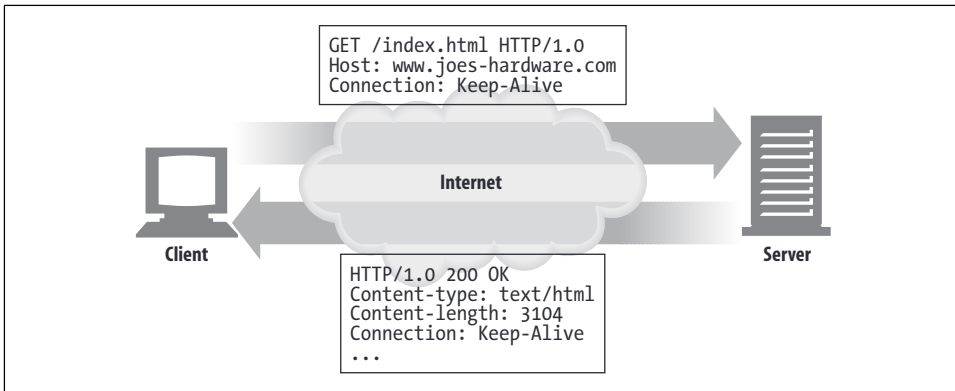 GET /index.html HTTP/1.0
Host: www.joes-hardware.com
Connection: Keep-Alive
Internet
Client
Server
HTTP/1.0 200 OK
Content-type: text/html
Content-length: 3104
Connection: Keep-Alive
...